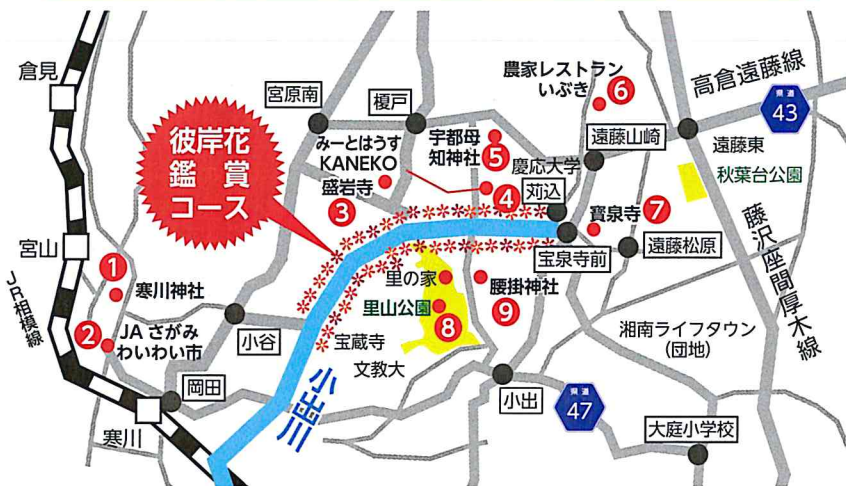 倉見
宮原南
榎戸
農家レストラン
いぶき
6
高倉遠藤線
県道
43
彼岸花
鑑賞
コース
みーとはうす
KANEKO
宇都母
知神社
5
慶応大学
遠藤山崎
遠藤東
秋葉台公園
盛岩寺
3
4
苅込
寳泉寺
7
宮山
宝泉寺前
遠藤松原
藤沢座間厚木線
JR相模線
1
寒川神社
里の家
腰掛神社
里山公園
8
9
2
JAさがみ
わいわい市
小谷
宝蔵寺
文教大
湘南ライフタウン
(団地)
岡田
小出川
小出
県道
47
寒川
大庭小学校